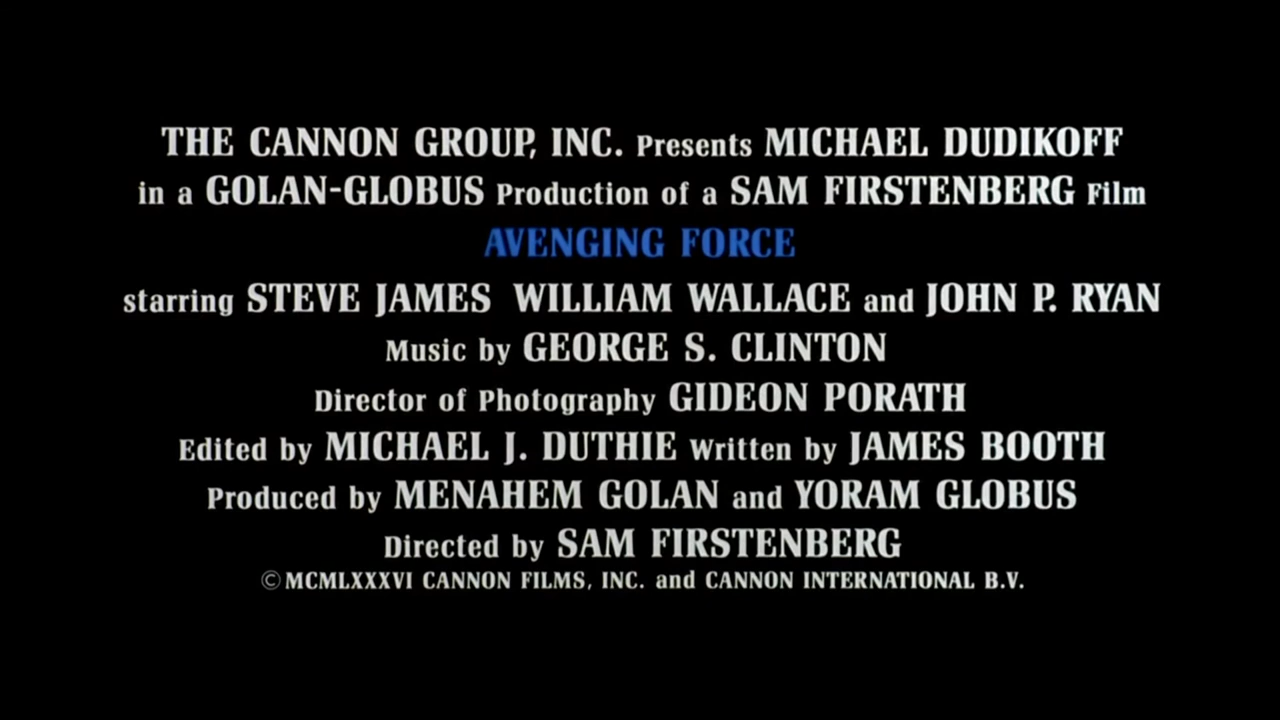 THE CANNON GROUP, INC. Presents MICHAEL DUDIKOFF
in a GOLAN-GLOBUS Production of a SAM FIRSTENBERG Film
AVENGING FORCE
starring STEVE JAMES WILLIAM WALLACE and JOHN P. RYAN
Music by GEORGE S. CLINTON
Director of Photography GIDEON PORATH
Edited by MICHAEL J. DUTHIE Written by JAMES BOOTH
Produced by MENAHEM GOLAN and YORAM GLOBUS
Directed by SAM FIRSTENBERG
©MCMLXXXVI CANNON FILMS, INC. and CANNON INTERNATIONAL B.V.